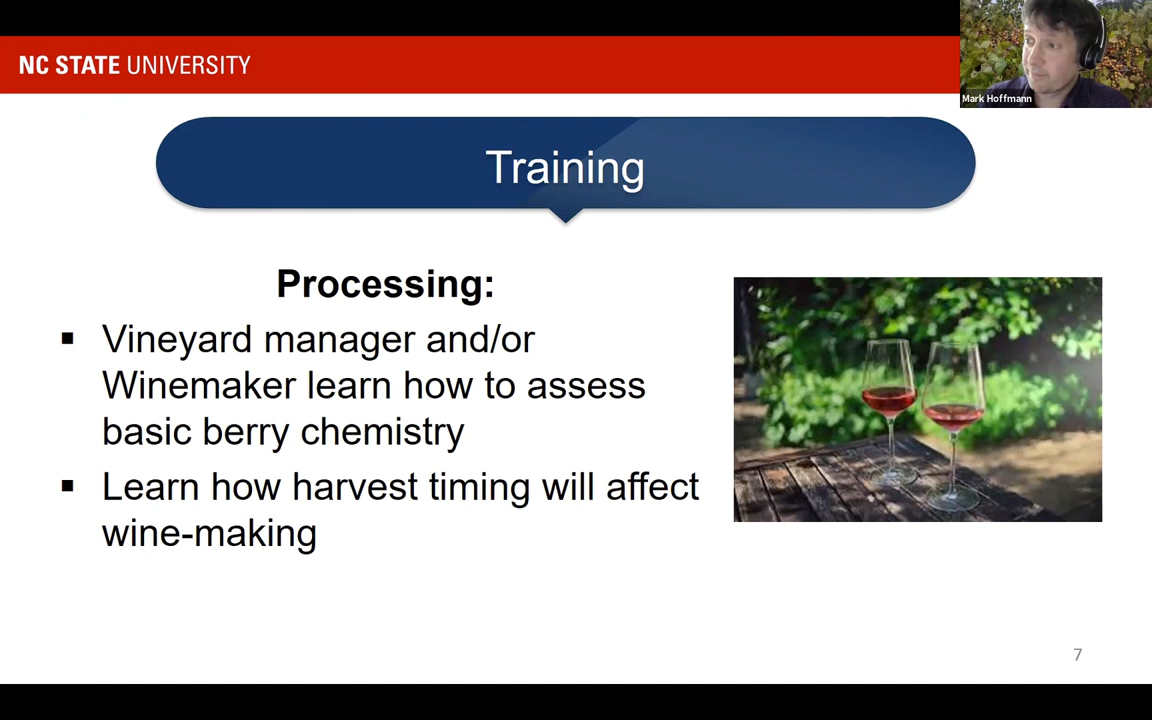 NC STATE UNIVERSITY
Mark Hoffmann
Training
Processing:
▪ Vineyard manager and/or
Winemaker learn how to assess
basic berry chemistry
▪ Learn how harvest timing will affect
wine-making
7